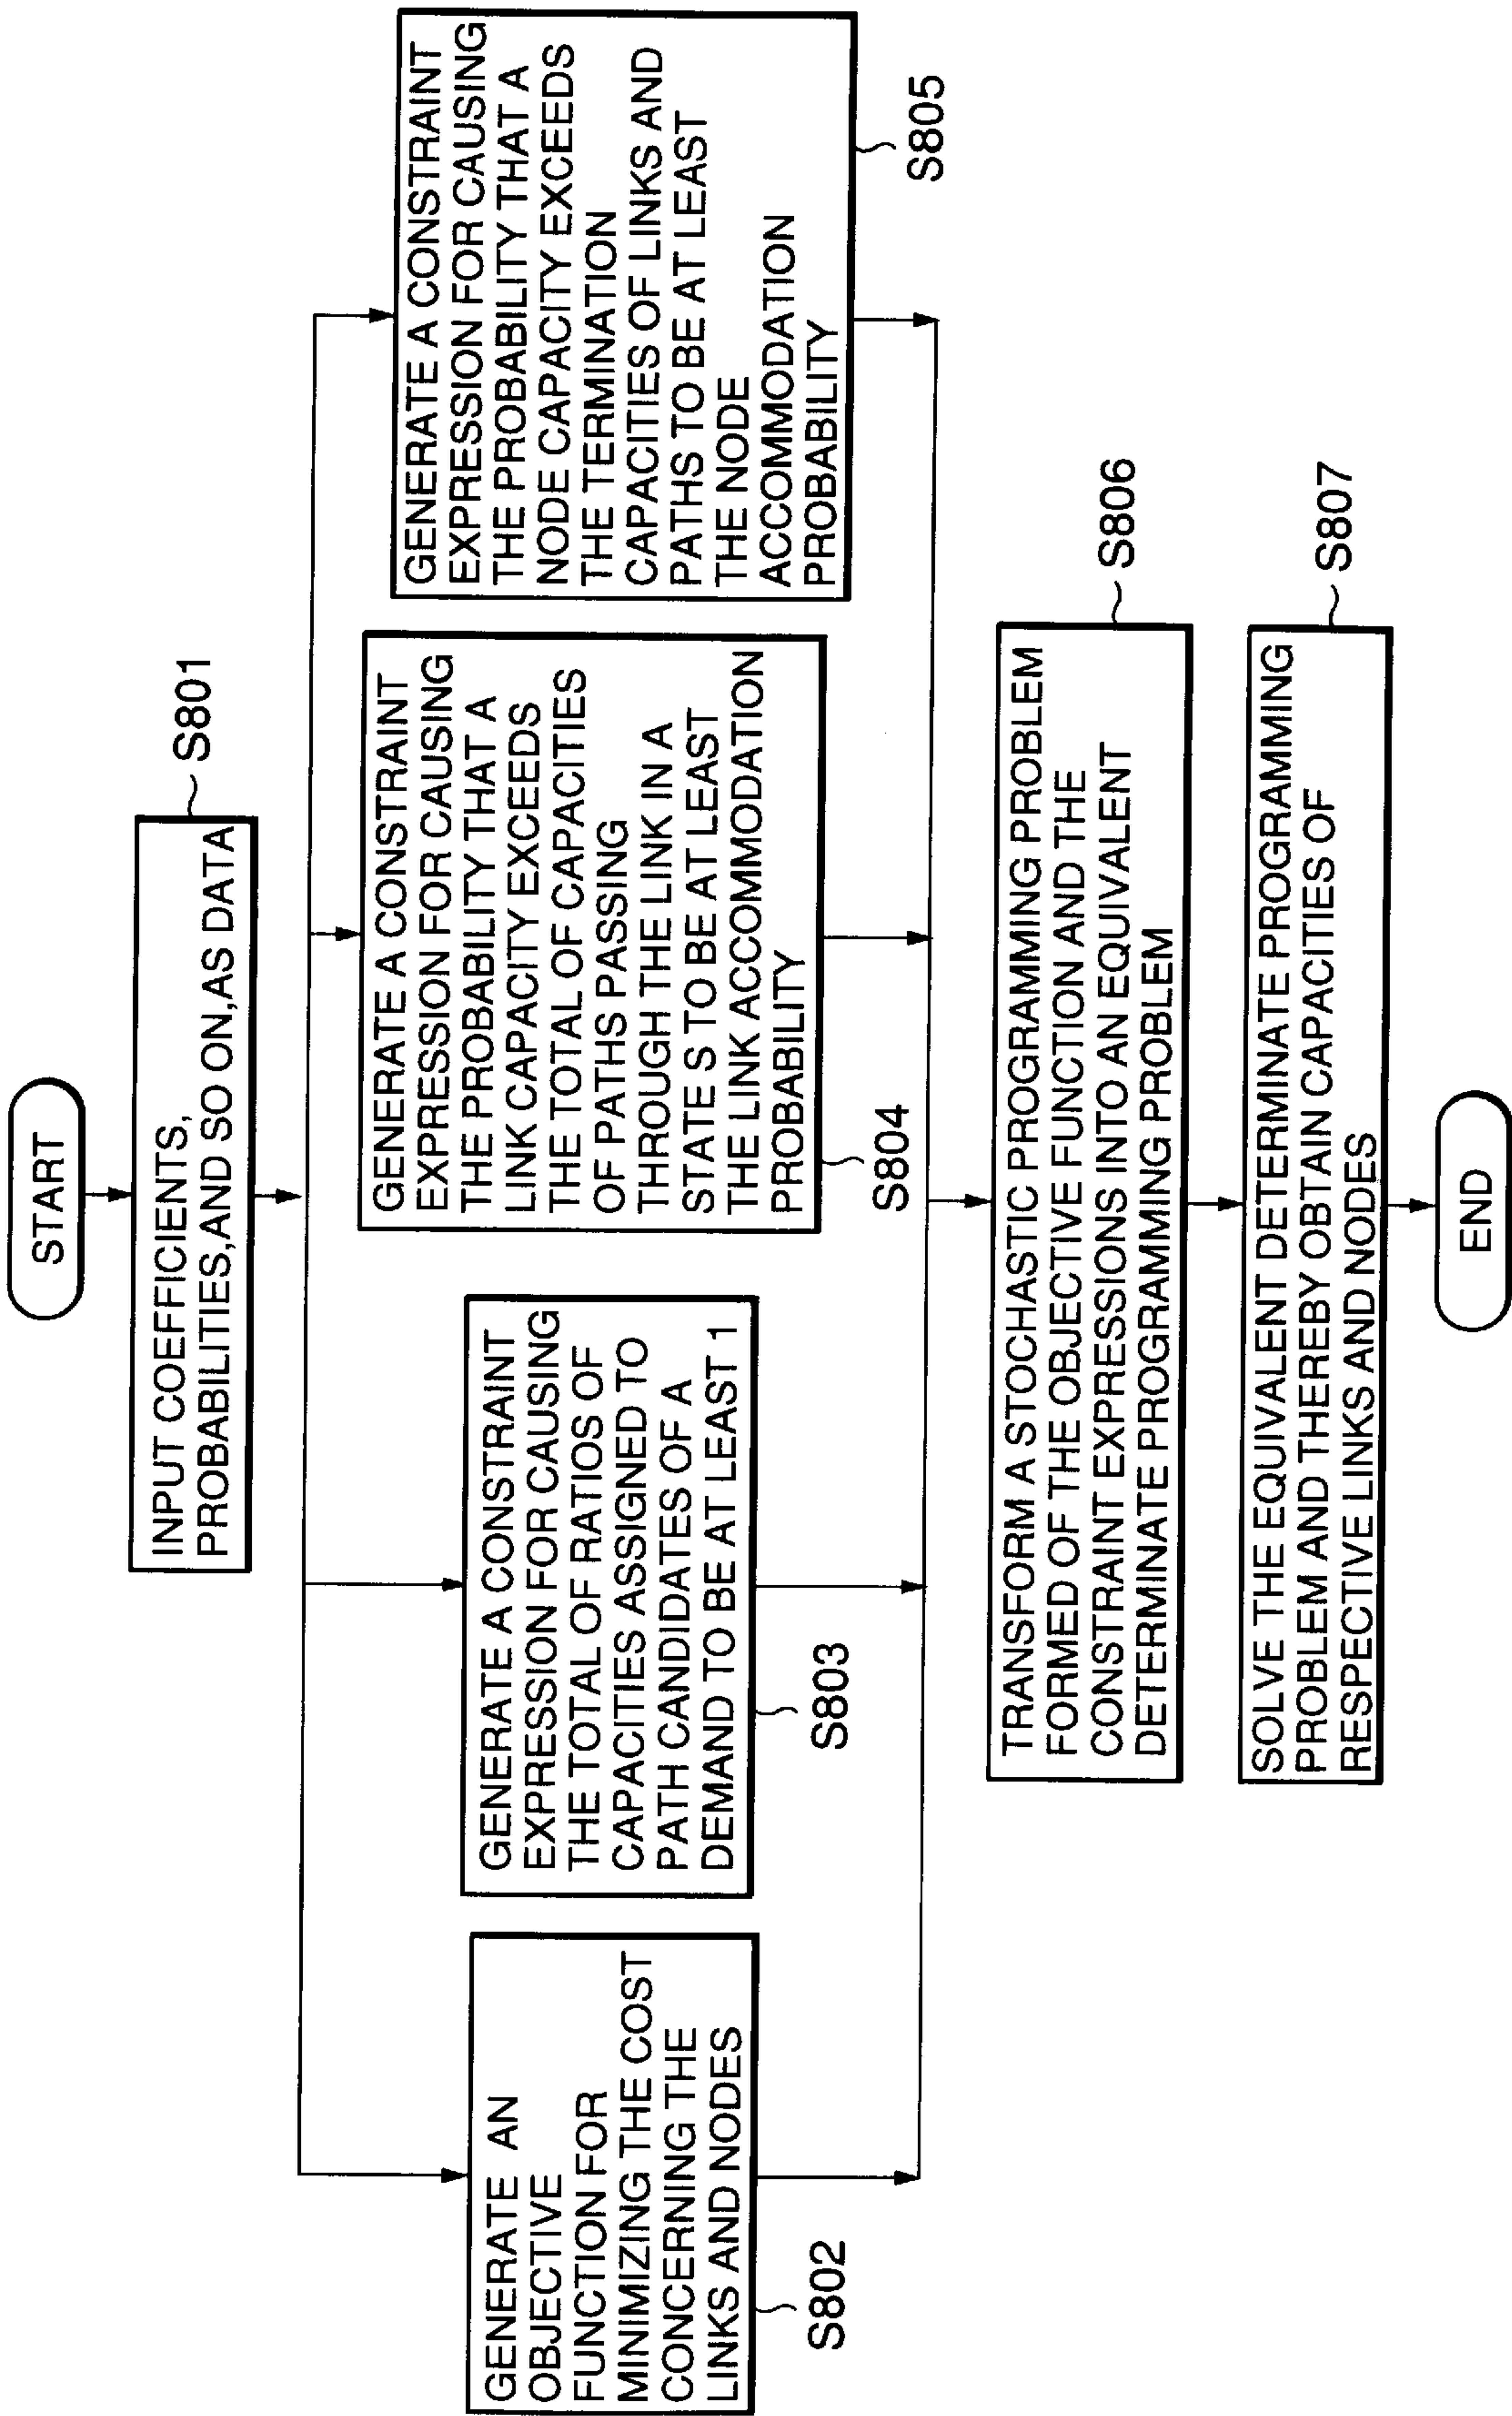 START
INPUT COEFFICIENTS,
PROBABILITIES,AND SO ON,AS DATA
S801
GENERATE AN
OBJECTIVE
FUNCTION FOR
MINIMIZING THE COST
CONCERNING THE
LINKS AND NODES
S802
GENERATE A CONSTRAINT
EXPRESSION FOR CAUSING
THE TOTAL OF RATIOS OF
CAPACITIES ASSIGNED TO
PATH CANDIDATES OF A
DEMAND TO BE AT LEAST 1
S803
GENERATE A CONSTRAINT
EXPRESSION FOR CAUSING
THE PROBABILITY THAT A
LINK CAPACITY EXCEEDS
THE TOTAL OF CAPACITIES
OF PATHS PASSING
THROUGH THE LINK IN A
STATE S TO BE AT LEAST
THE LINK ACCOMMODATION
PROBABILITY
S804
GENERATE A CONSTRAINT
EXPRESSION FOR CAUSING
THE PROBABILITY THAT A
NODE CAPACITY EXCEEDS
THE TERMINATION
CAPACITIES OF LINKS AND
PATHS TO BE AT LEAST
THE NODE
ACCOMMODATION
PROBABILITY
S805
TRANSFORM A STOCHASTIC PROGRAMMING PROBLEM
FORMED OF THE OBJECTIVE FUNCTION AND THE
CONSTRAINT EXPRESSIONS INTO AN EQUIVALENT
DETERMINATE PROGRAMMING PROBLEM
S806
SOLVE THE EQUIVALENT DETERMINATE PROGRAMMING
PROBLEM AND THEREBY OBTAIN CAPACITIES OF
RESPECTIVE LINKS AND NODES
S807
END